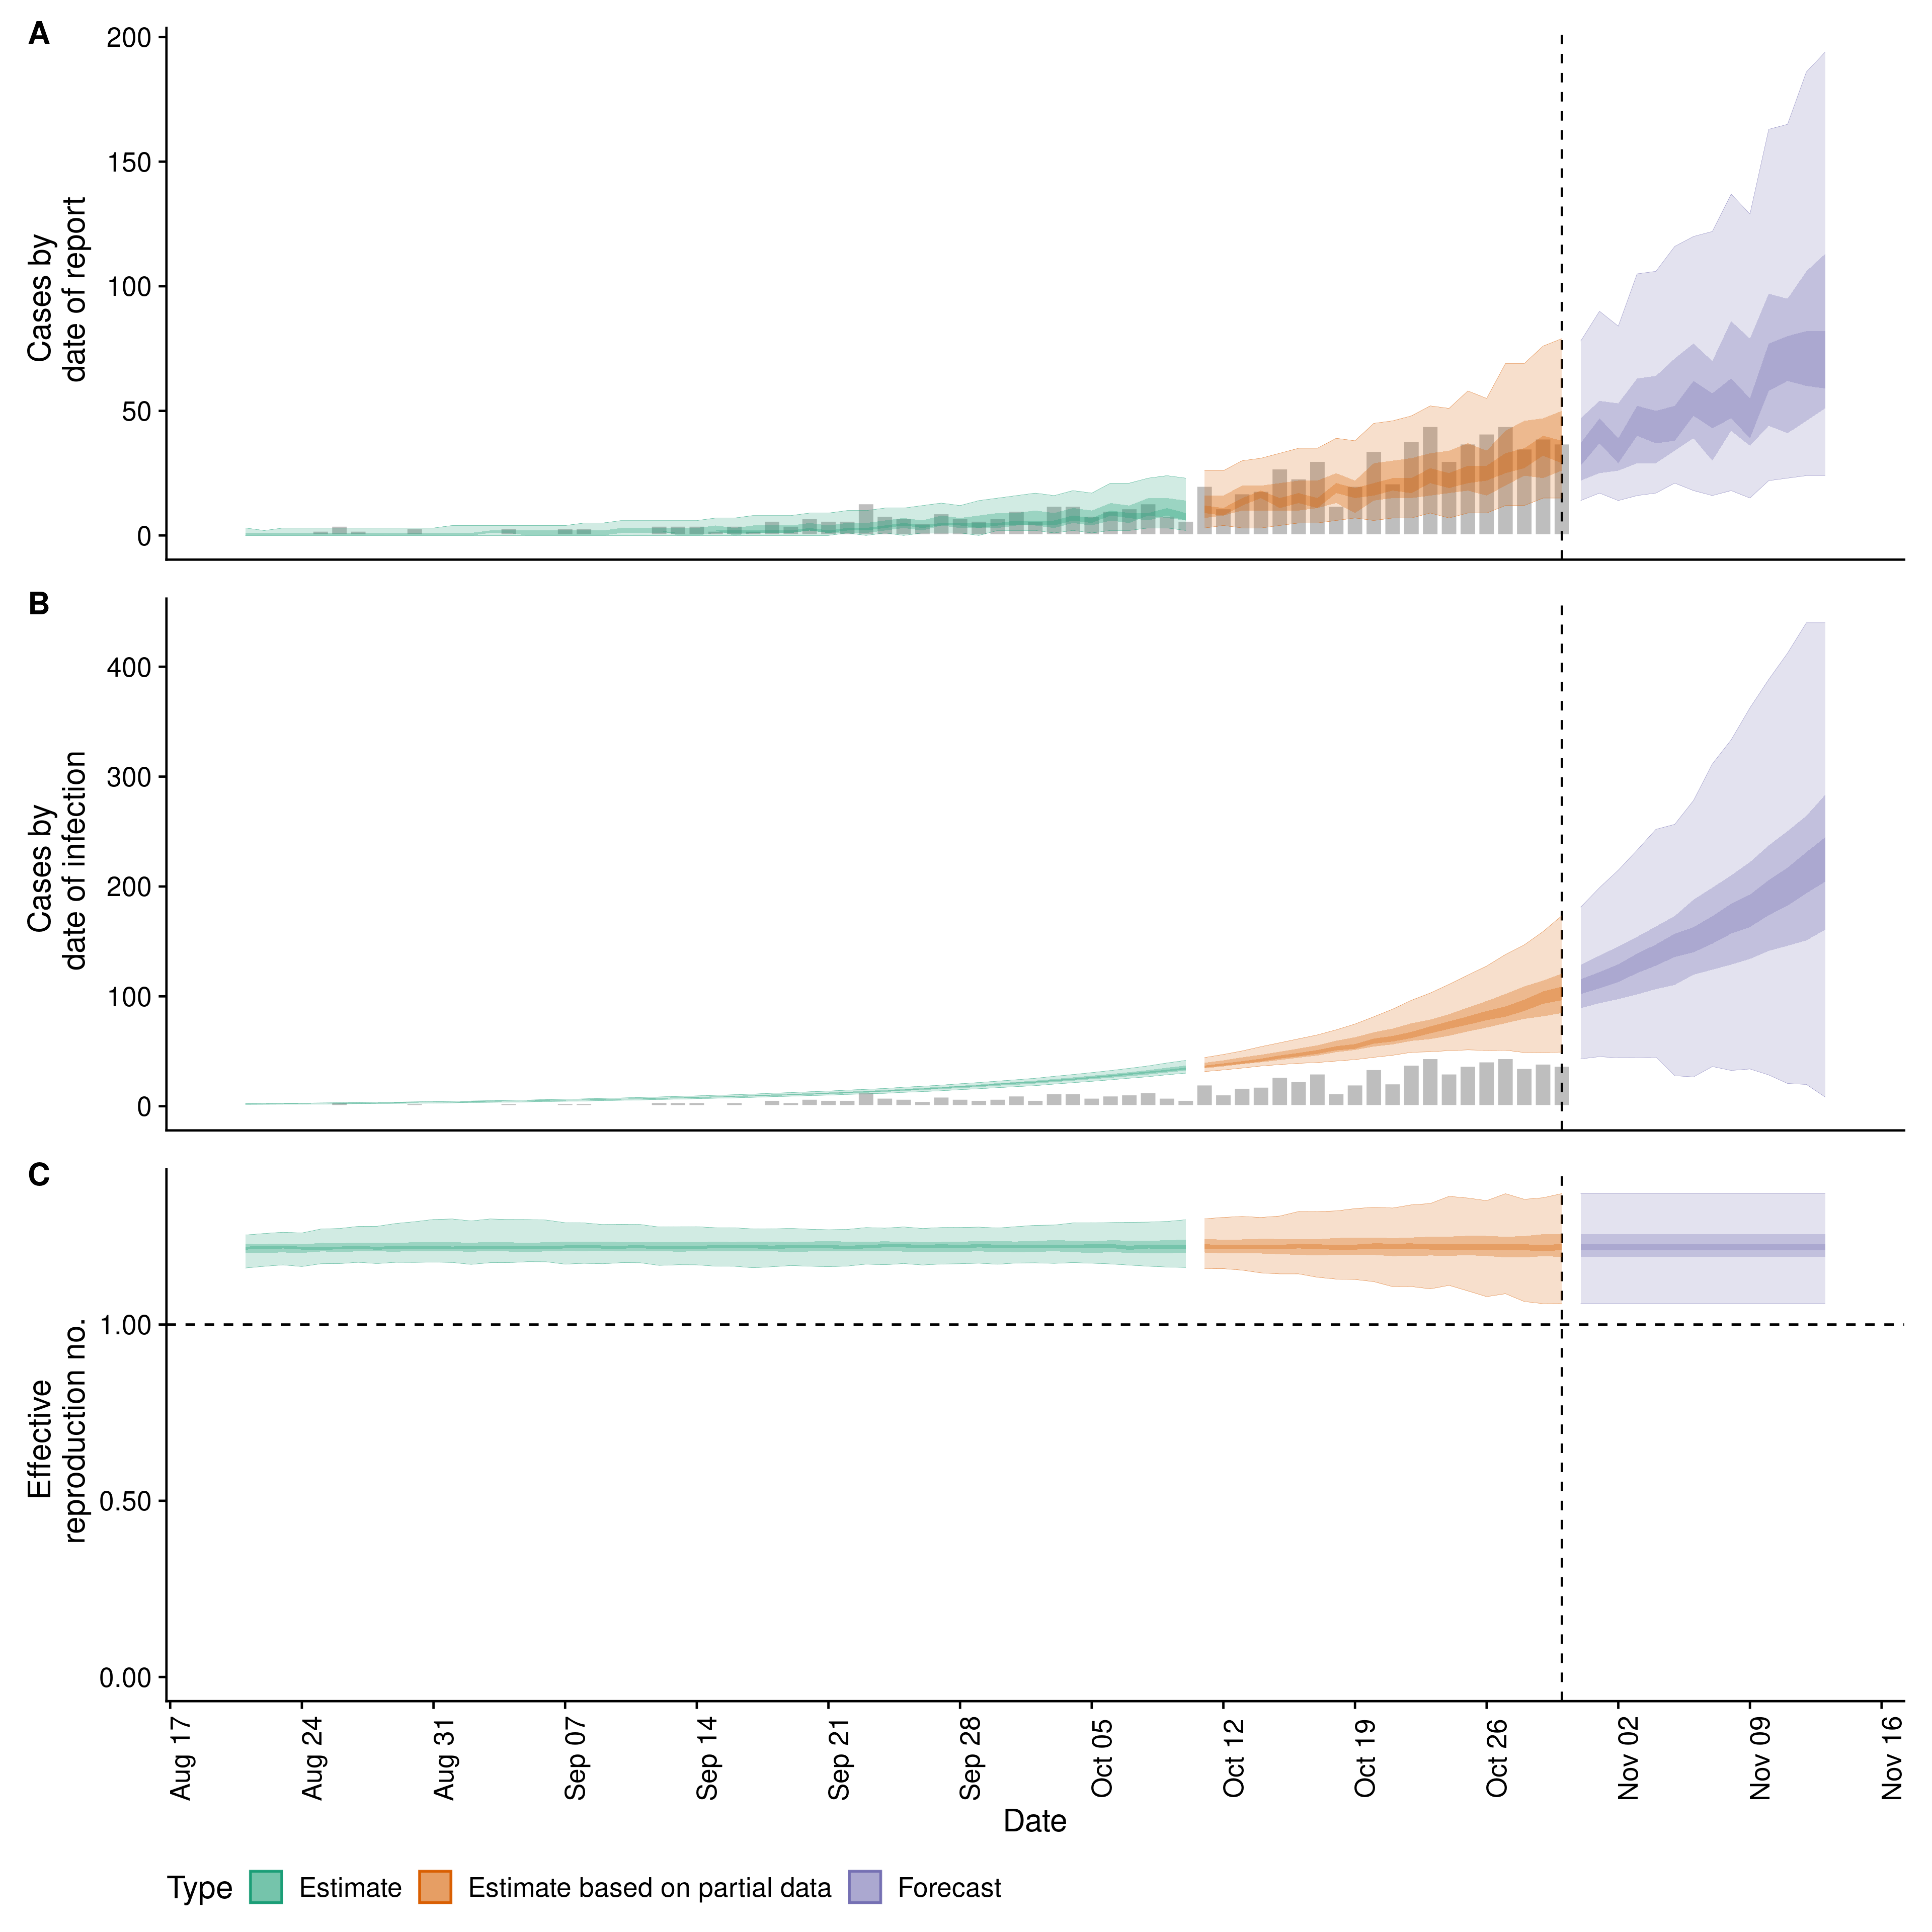 A
200
150
100
50
0
Cases by
date of report
B
400
300
200
100
0
Cases by
date of infection
C
1.00
0.50
0.00
Effective
reproduction no.
Aug 17
Aug 24
Aug 31
Sep 07
Sep 14
Sep 21
Sep 28
Oct 05
Oct 12
Oct 19
Oct 26
Nov 02
Nov 09
Nov 16
Date
Type Estimate Estimate based on partial data Forecast